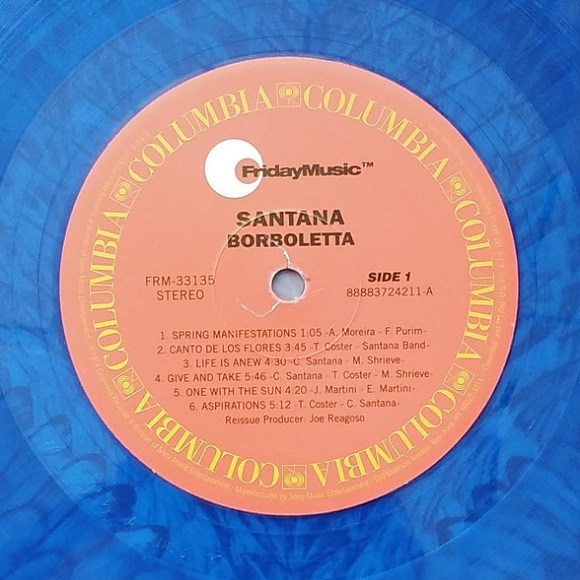 COLUMBIA COLUMBIA COLUMBIA COLUMBIA COLUMBIA COLUMBIA
FridayMusic™
SANTANA
BORBOLETTA
FRM-33135
STEREO
SIDE 1
88883724211-A
1. SPRING MANIFESTATIONS 1:05 -A. Moreira - F. Purim-
2. CANTO DE LOS FLORES 3:45 -T. Coster - Santana Band-
3. LIFE IS ANEW 4:30 -C. Santana - M. Shrieve-
4. GIVE AND TAKE 5:46 -C. Santana - T. Coster - M. Shrieve-
5. ONE WITH THE SUN 4:20 -J. Martini - E. Martini-
6. ASPIRATIONS 5:12 -T. Coster - C. Santana-
Reissue Producer: Joe Reagoso